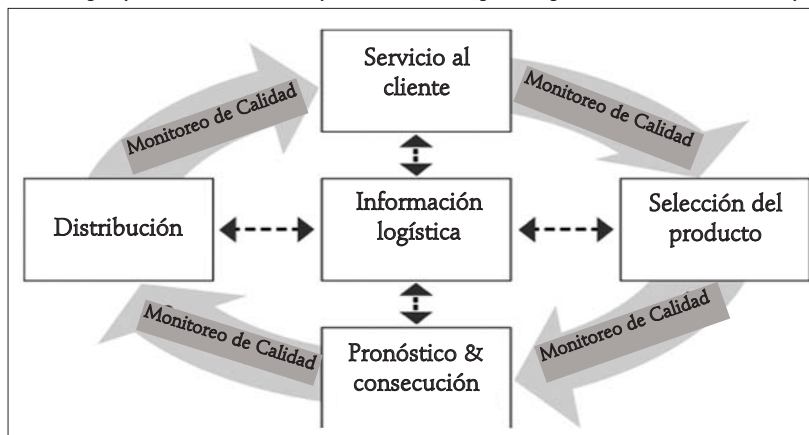 Servicio al
cliente
Monitoreo de Calidad
Monitoreo de Calidad
Distribución
Información
logística
Selección del
producto
Monitoreo de Calidad
Monitoreo de Calidad
Pronóstico &
consecución